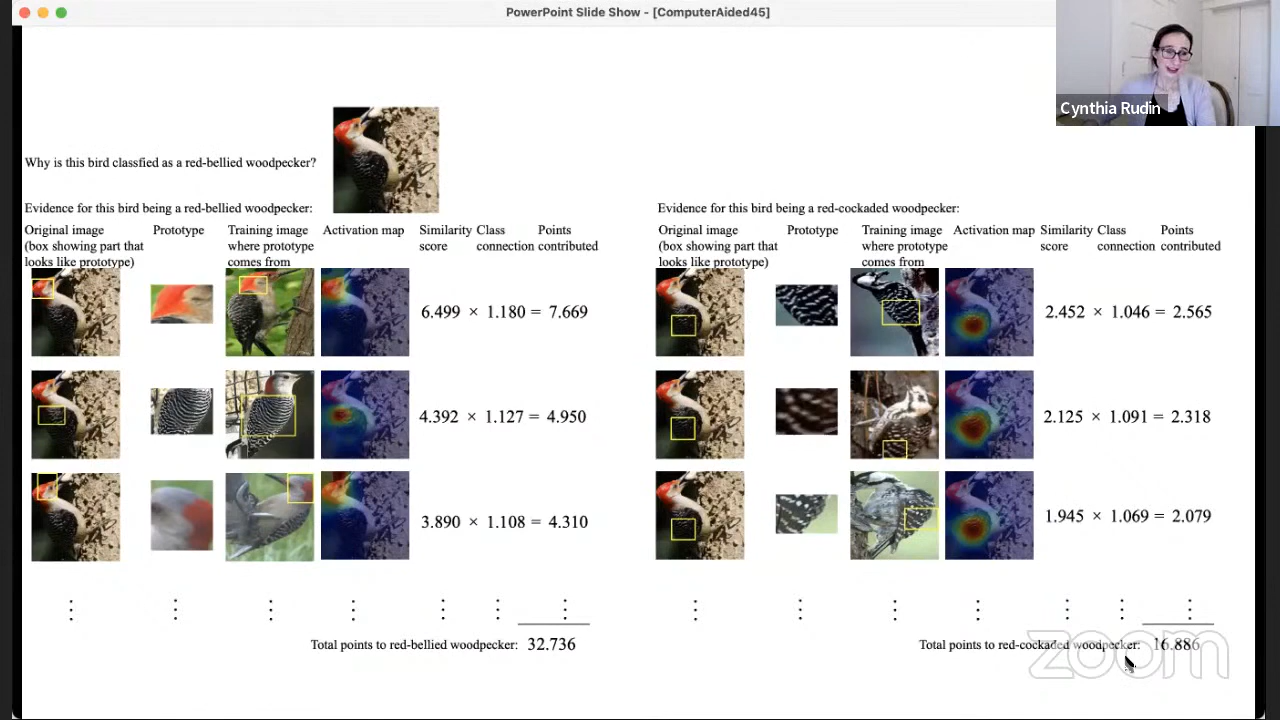 PowerPoint Slide Show - [ComputerAided45]
Cynthia Rudin
Why is this bird classfied as a red-bellied woodpecker?
Evidence for this bird being a red-bellied woodpecker:
Original image (box showing part that looks like prototype)
Prototype
Training image where prototype comes from
Activation map
Similarity score
Class connection
Points contributed
6.499 × 1.180 = 7.669
4.392 × 1.127 = 4.950
3.890 × 1.108 = 4.310
Total points to red-bellied woodpecker: 32.736
Evidence for this bird being a red-cockaded woodpecker:
Original image (box showing part that looks like prototype)
Prototype
Training image where prototype comes from
Activation map
Similarity score
Class connection
Points contributed
2.452 × 1.046 = 2.565
2.125 × 1.091 = 2.318
1.945 × 1.069 = 2.079
Total points to red-cockaded woodpecker: 16.886
zoom